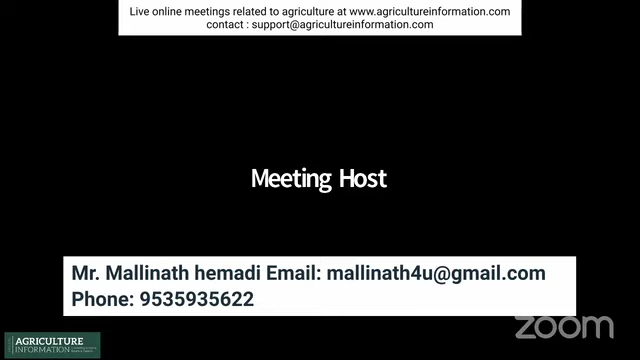 Live online meetings related to agriculture at www.agricultureinformation.com
contact : support@agricultureinformation.com
Meeting Host
Mr. Mallinath hemadi Email: mallinath4u@gmail.com
Phone: 9535935622
zoom
AGRICULTURE
INFORMATION